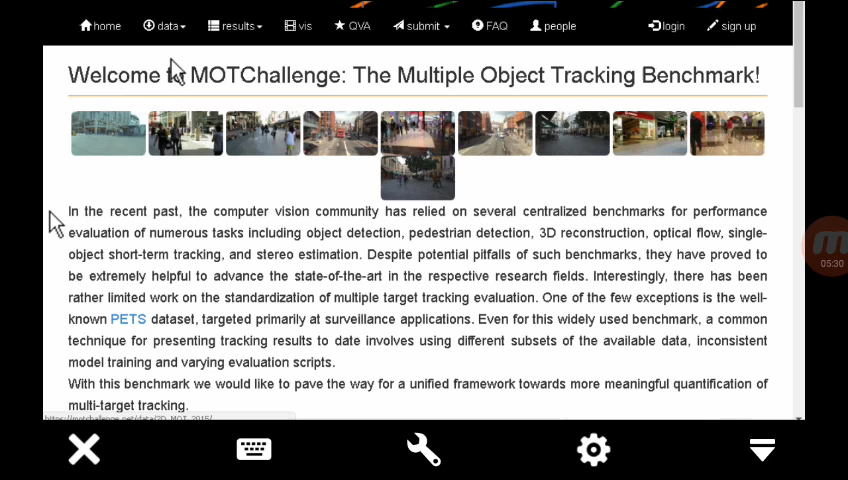 home data results vis QVA submit FAQ people login sign up
Welcome to MOTChallenge: The Multiple Object Tracking Benchmark!
In the recent past, the computer vision community has relied on several centralized benchmarks for performance
evaluation of numerous tasks including object detection, pedestrian detection, 3D reconstruction, optical flow, single-
object short-term tracking, and stereo estimation. Despite potential pitfalls of such benchmarks, they have proved to
be extremely helpful to advance the state-of-the-art in the respective research fields. Interestingly, there has been
rather limited work on the standardization of multiple target tracking evaluation. One of the few exceptions is the well-
known PETS dataset, targeted primarily at surveillance applications. Even for this widely used benchmark, a common
technique for presenting tracking results to date involves using different subsets of the available data, inconsistent
model training and varying evaluation scripts.
With this benchmark we would like to pave the way for a unified framework towards more meaningful quantification of
multi-target tracking.
https://motchallenge.net/data/2D_MOT_2015/
05:30